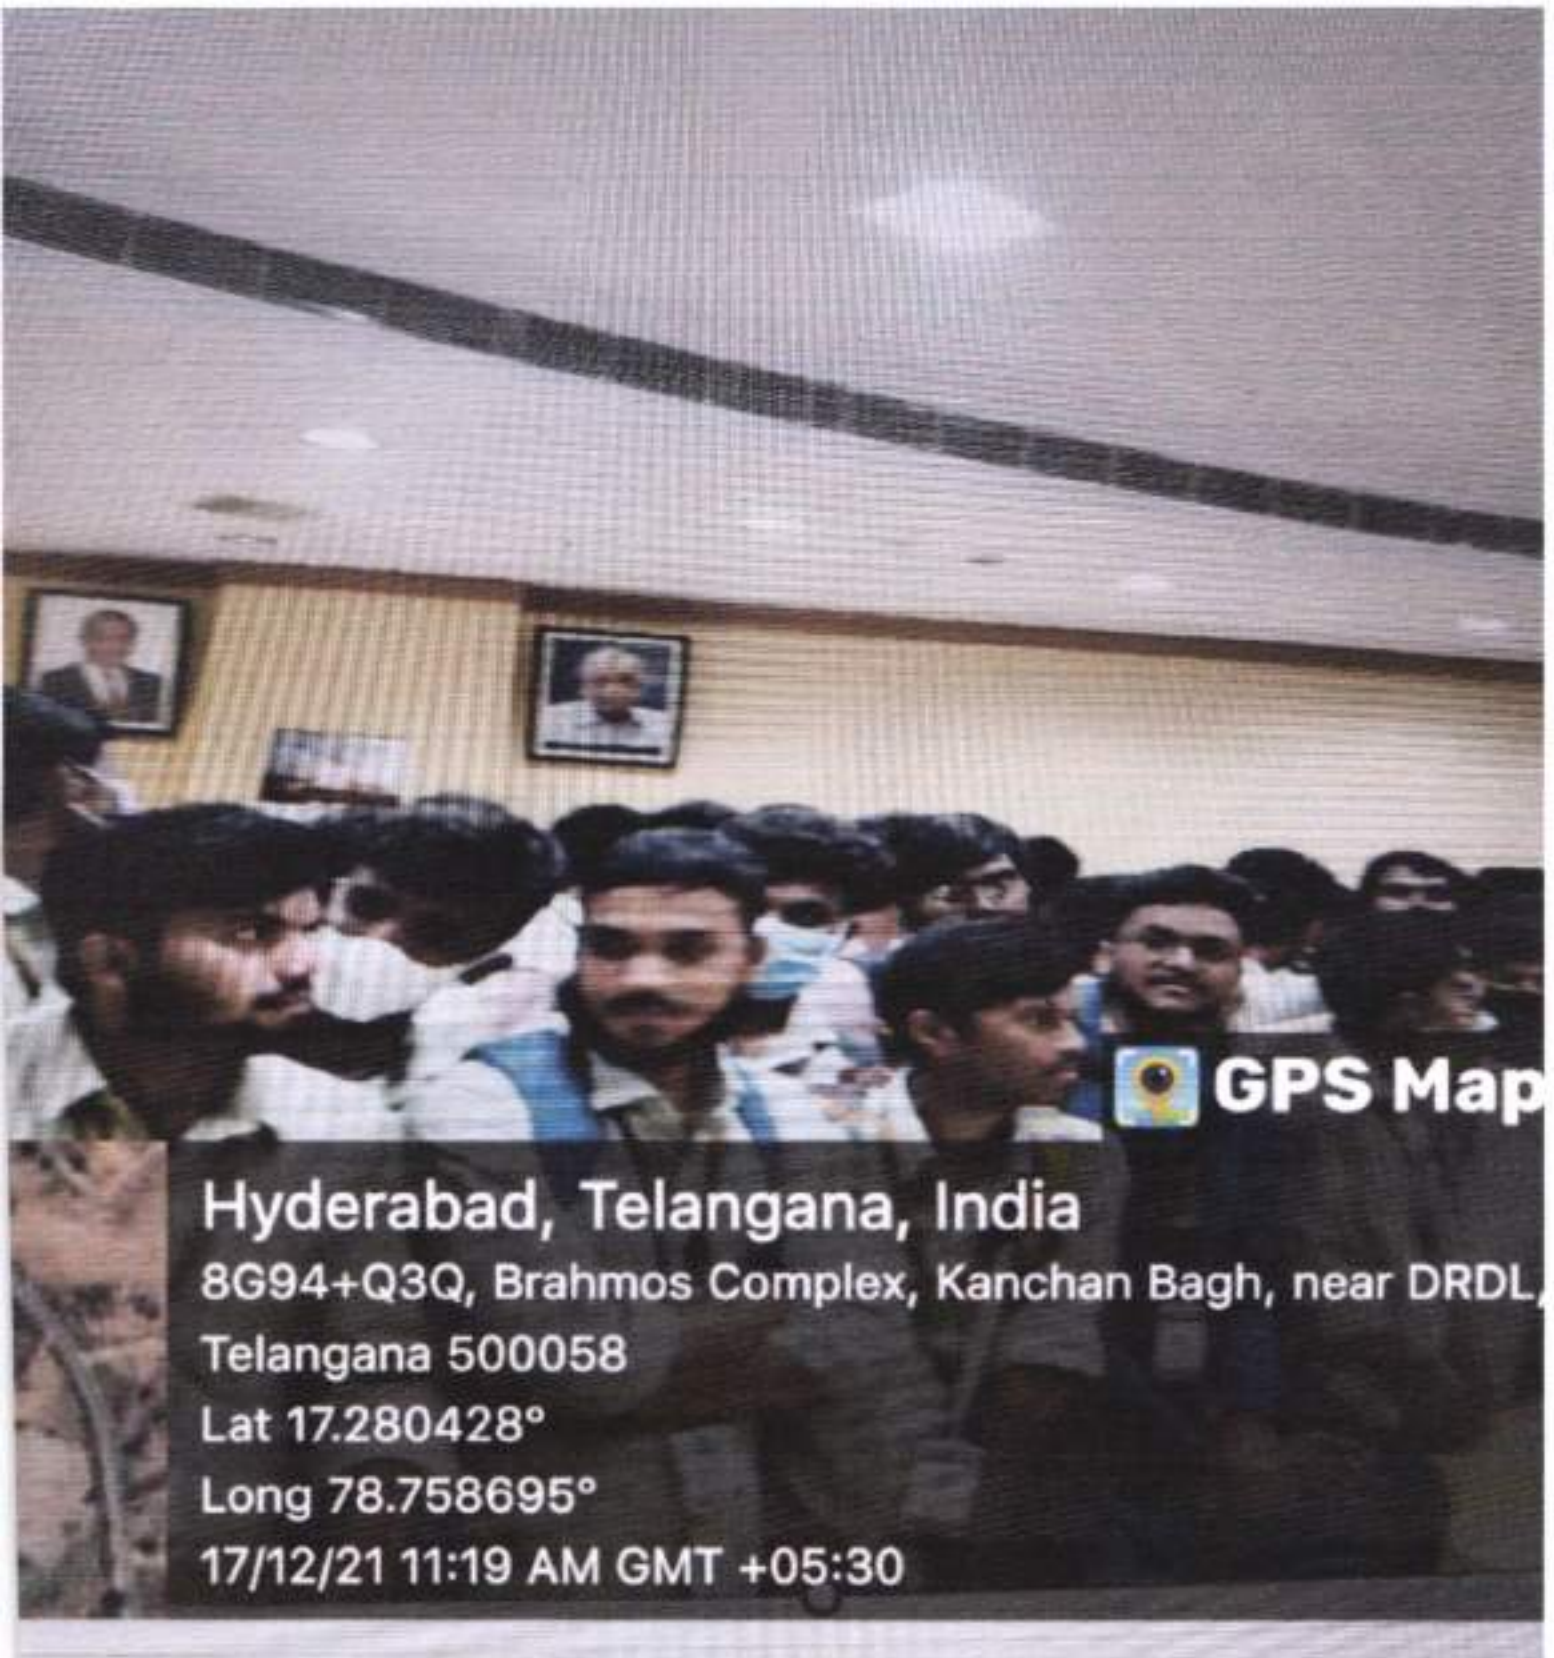 GPS Map
Hyderabad, Telangana, India
8G94+Q3Q, Brahmos Complex, Kanchan Bagh, near DRDL,
Telangana 500058
Lat 17.280428°
Long 78.758695°
17/12/21 11:19 AM GMT +05:30